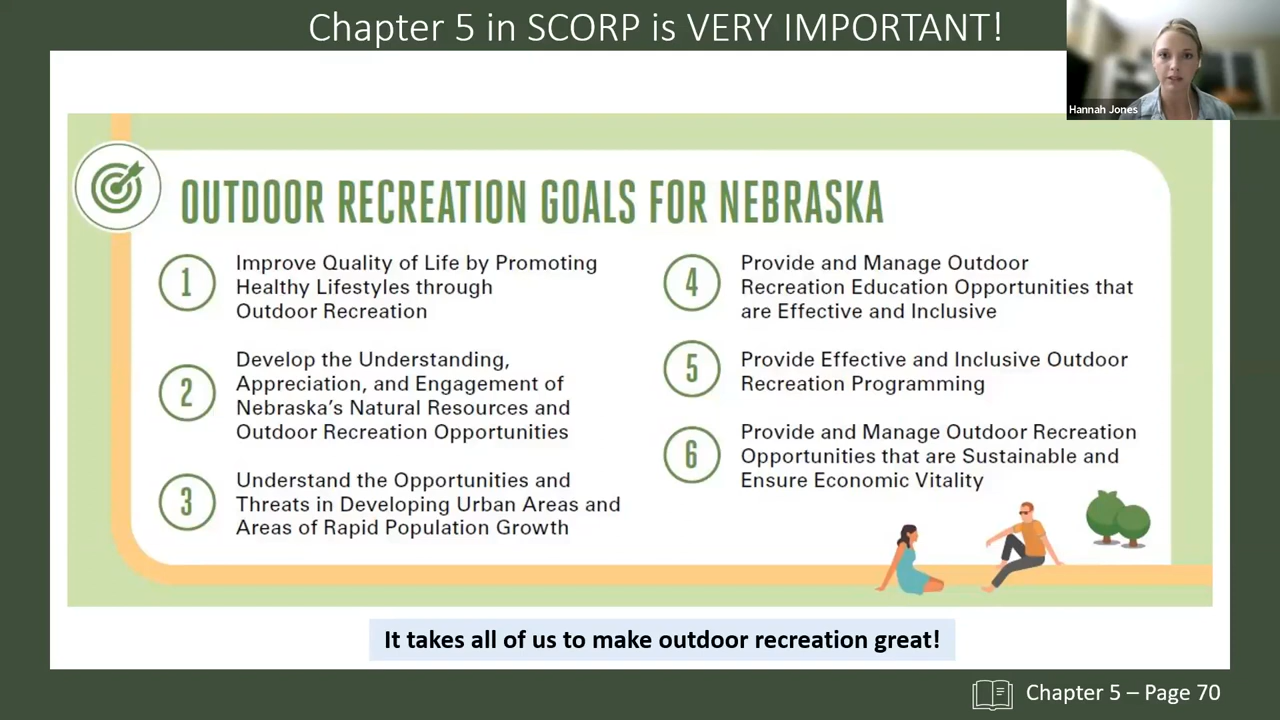 Chapter 5 in SCORP is VERY IMPORTANT!
Hannah Jones
OUTDOOR RECREATION GOALS FOR NEBRASKA
1
Improve Quality of Life by Promoting
Healthy Lifestyles through
Outdoor Recreation
2
Develop the Understanding,
Appreciation, and Engagement of
Nebraska's Natural Resources and
Outdoor Recreation Opportunities
3
Understand the Opportunities and
Threats in Developing Urban Areas and
Areas of Rapid Population Growth
4
Provide and Manage Outdoor
Recreation Education Opportunities that
are Effective and Inclusive
5
Provide Effective and Inclusive Outdoor
Recreation Programming
6
Provide and Manage Outdoor Recreation
Opportunities that are Sustainable and
Ensure Economic Vitality
It takes all of us to make outdoor recreation great!
Chapter 5 – Page 70